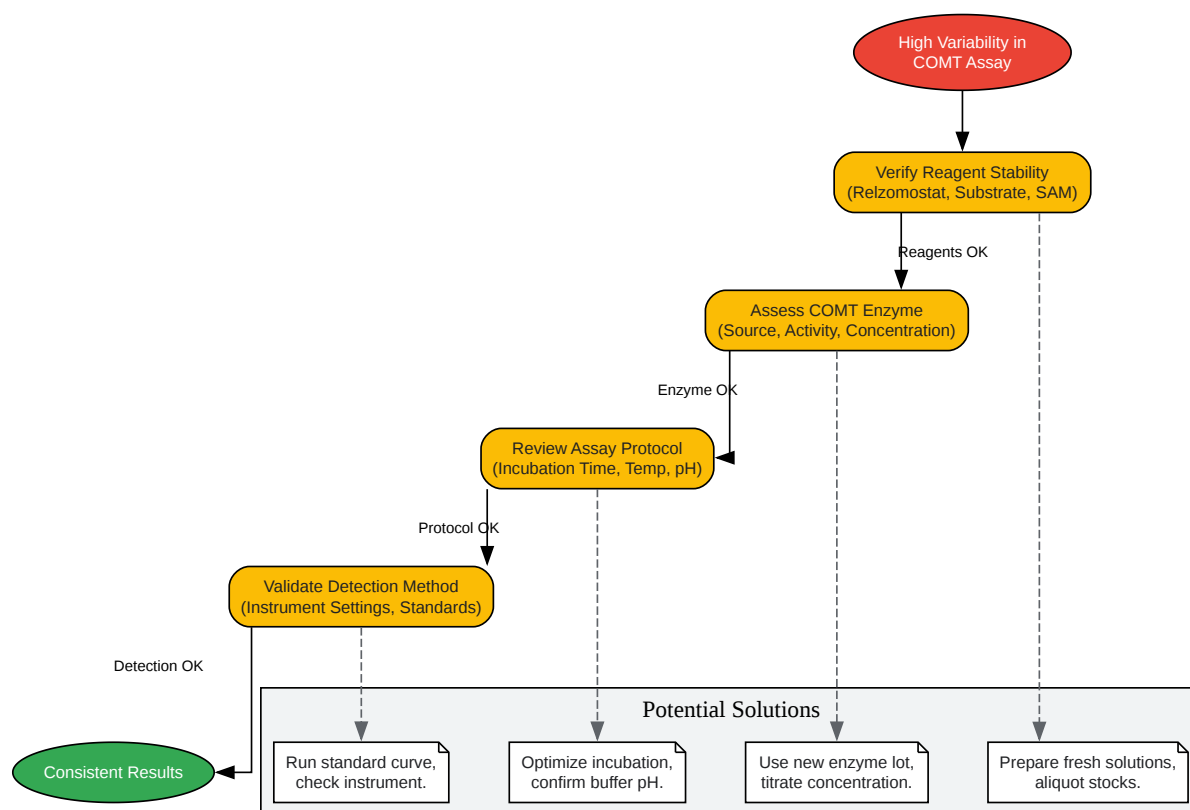 High Variability in
COMT Assay
Verify Reagent Stability
(Relzomostat, Substrate, SAM)
Reagents OK
Assess COMT Enzyme
(Source, Activity, Concentration)
Enzyme OK
Review Assay Protocol
(Incubation Time, Temp, pH)
Protocol OK
Validate Detection Method
(Instrument Settings, Standards)
Detection OK
Consistent Results
Potential Solutions
Run standard curve,
check instrument.
Optimize incubation,
confirm buffer pH.
Use new enzyme lot,
titrate concentration.
Prepare fresh solutions,
aliquot stocks.